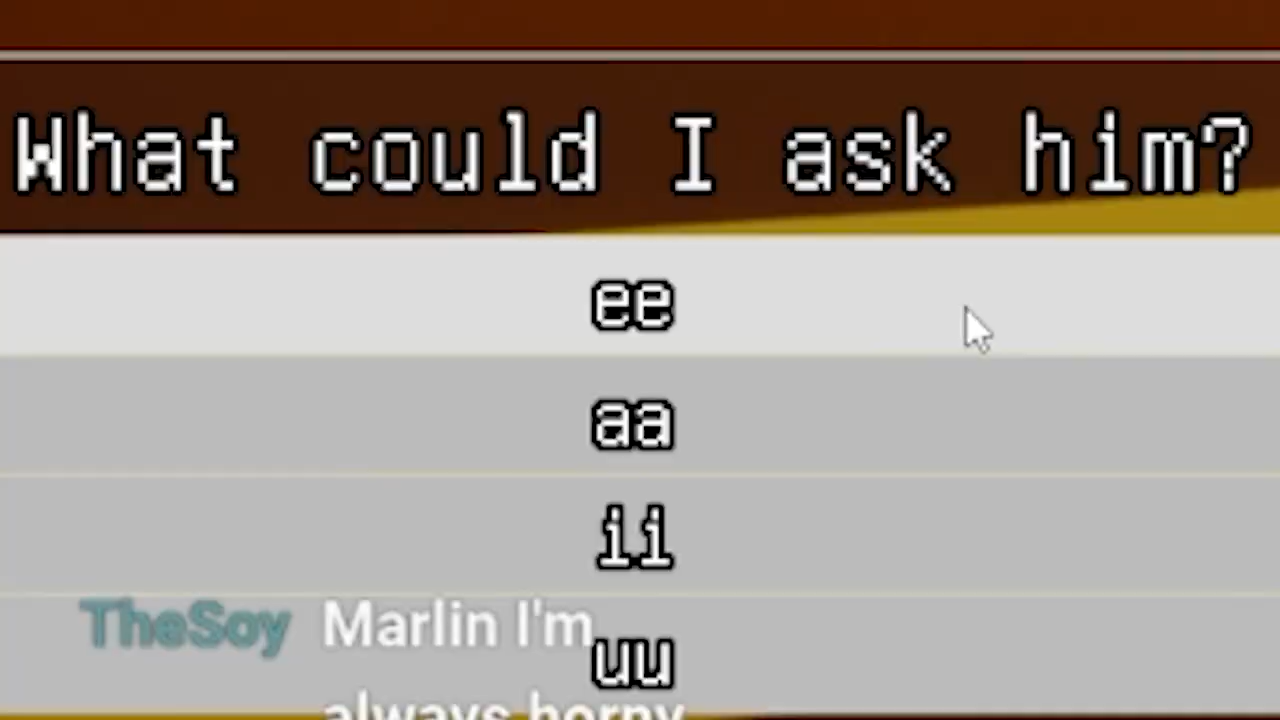 What could I ask him?
ee
aa
ii
TheSoy Marlin I'm
uu
always horny